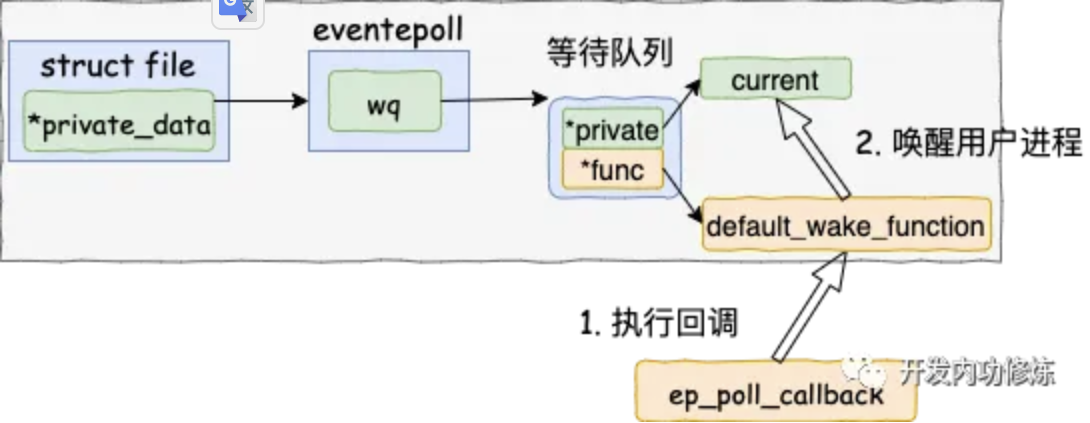 eventepoll
struct file
*private_data
wq
等待队列
*private
*func
current
2. 唤醒用户进程
default_wake_function
1. 执行回调
ep_poll_callback
开发内功修炼